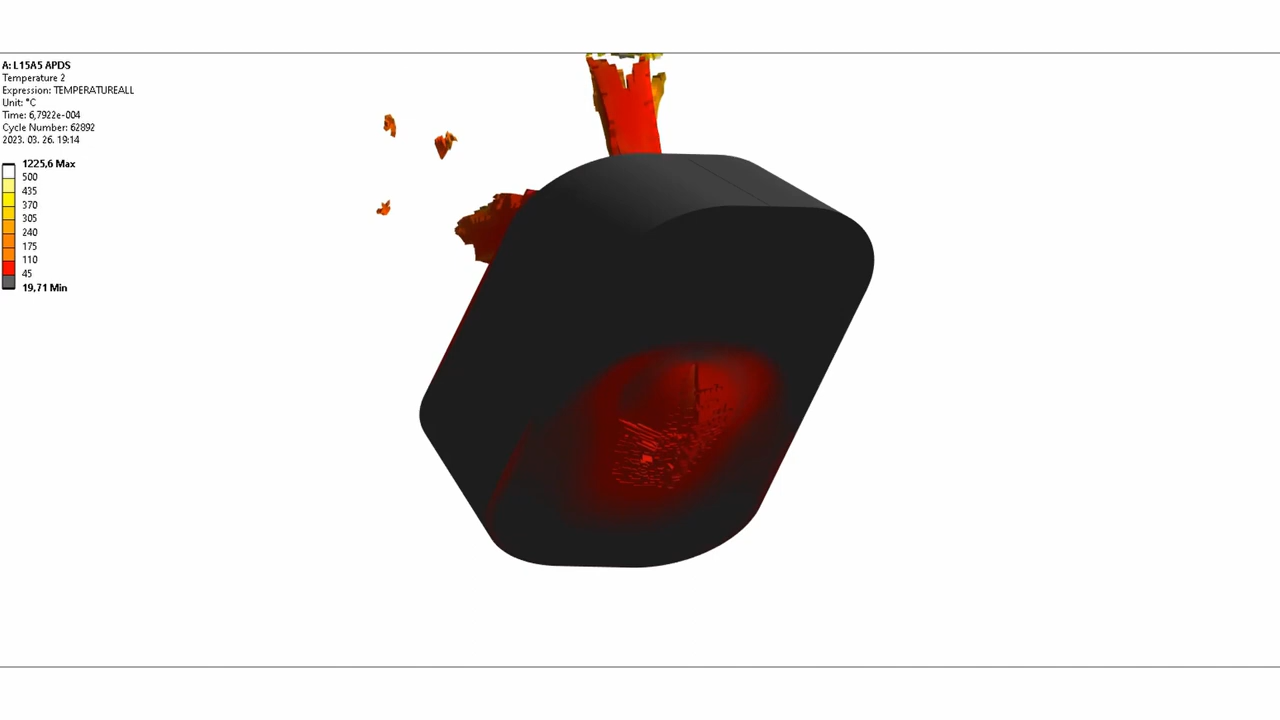 A: L15A5 APDS
Temperature 2
Expression: TEMPERATUREALL
Unit: °C
Time: 6,7922e-004
Cycle Number: 62892
2023. 03. 26. 19:14
1225,6 Max
500
435
370
305
240
175
110
45
19,71 Min